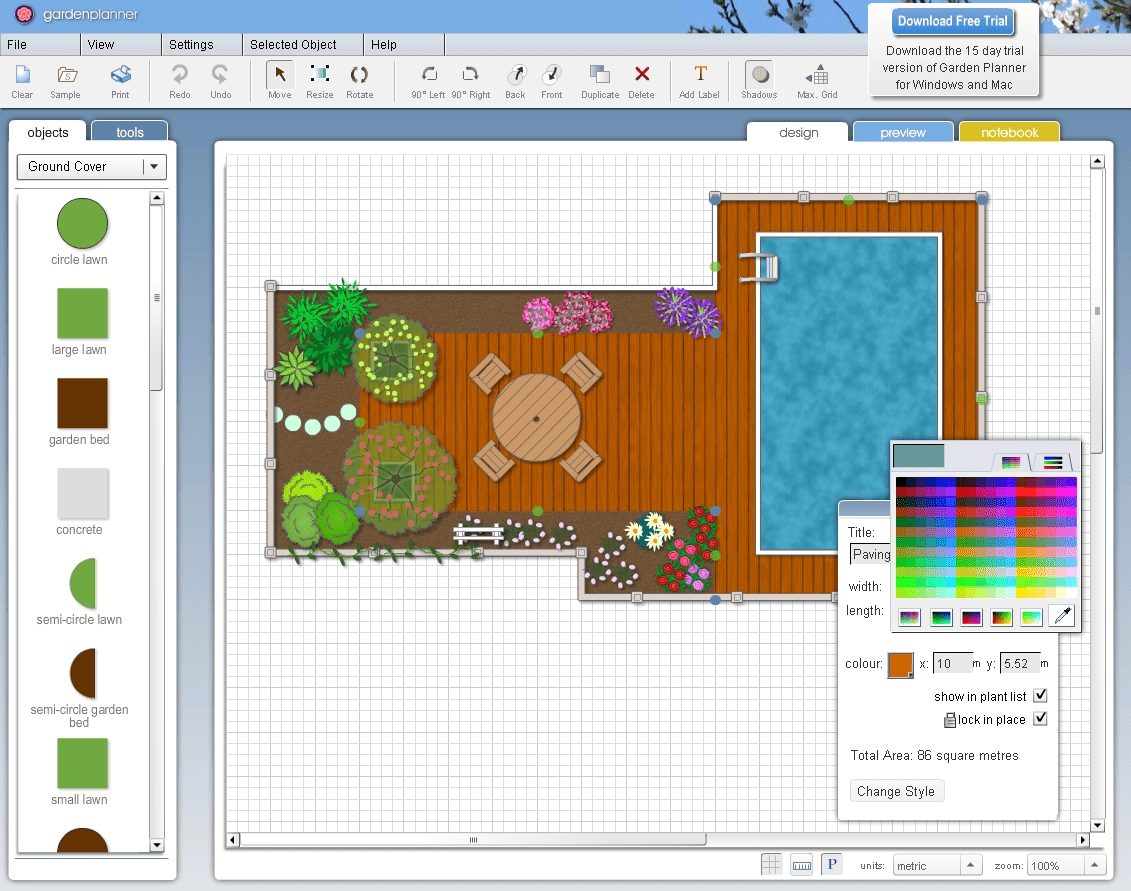 gardenplanner
File View Settings Selected Object Help
Download Free Trial
Download the 15 day trial
version of Garden Planner
for Windows and Mac
Clear Sample Print Redo Undo Move Resize Rotate 90° Left 90° Right Back Front Duplicate Delete T Add Label Shadows Max. Grid
objects tools
design preview notebook
Ground Cover
circle lawn
large lawn
garden bed
concrete
semi-circle lawn
semi-circle garden
bed
small lawn
Title:
Paving
width:
length:
colour: x: 10 m y: 5.52 m
show in plant list
lock in place
Total Area: 86 square metres
Change Style
P units: metric zoom: 100%